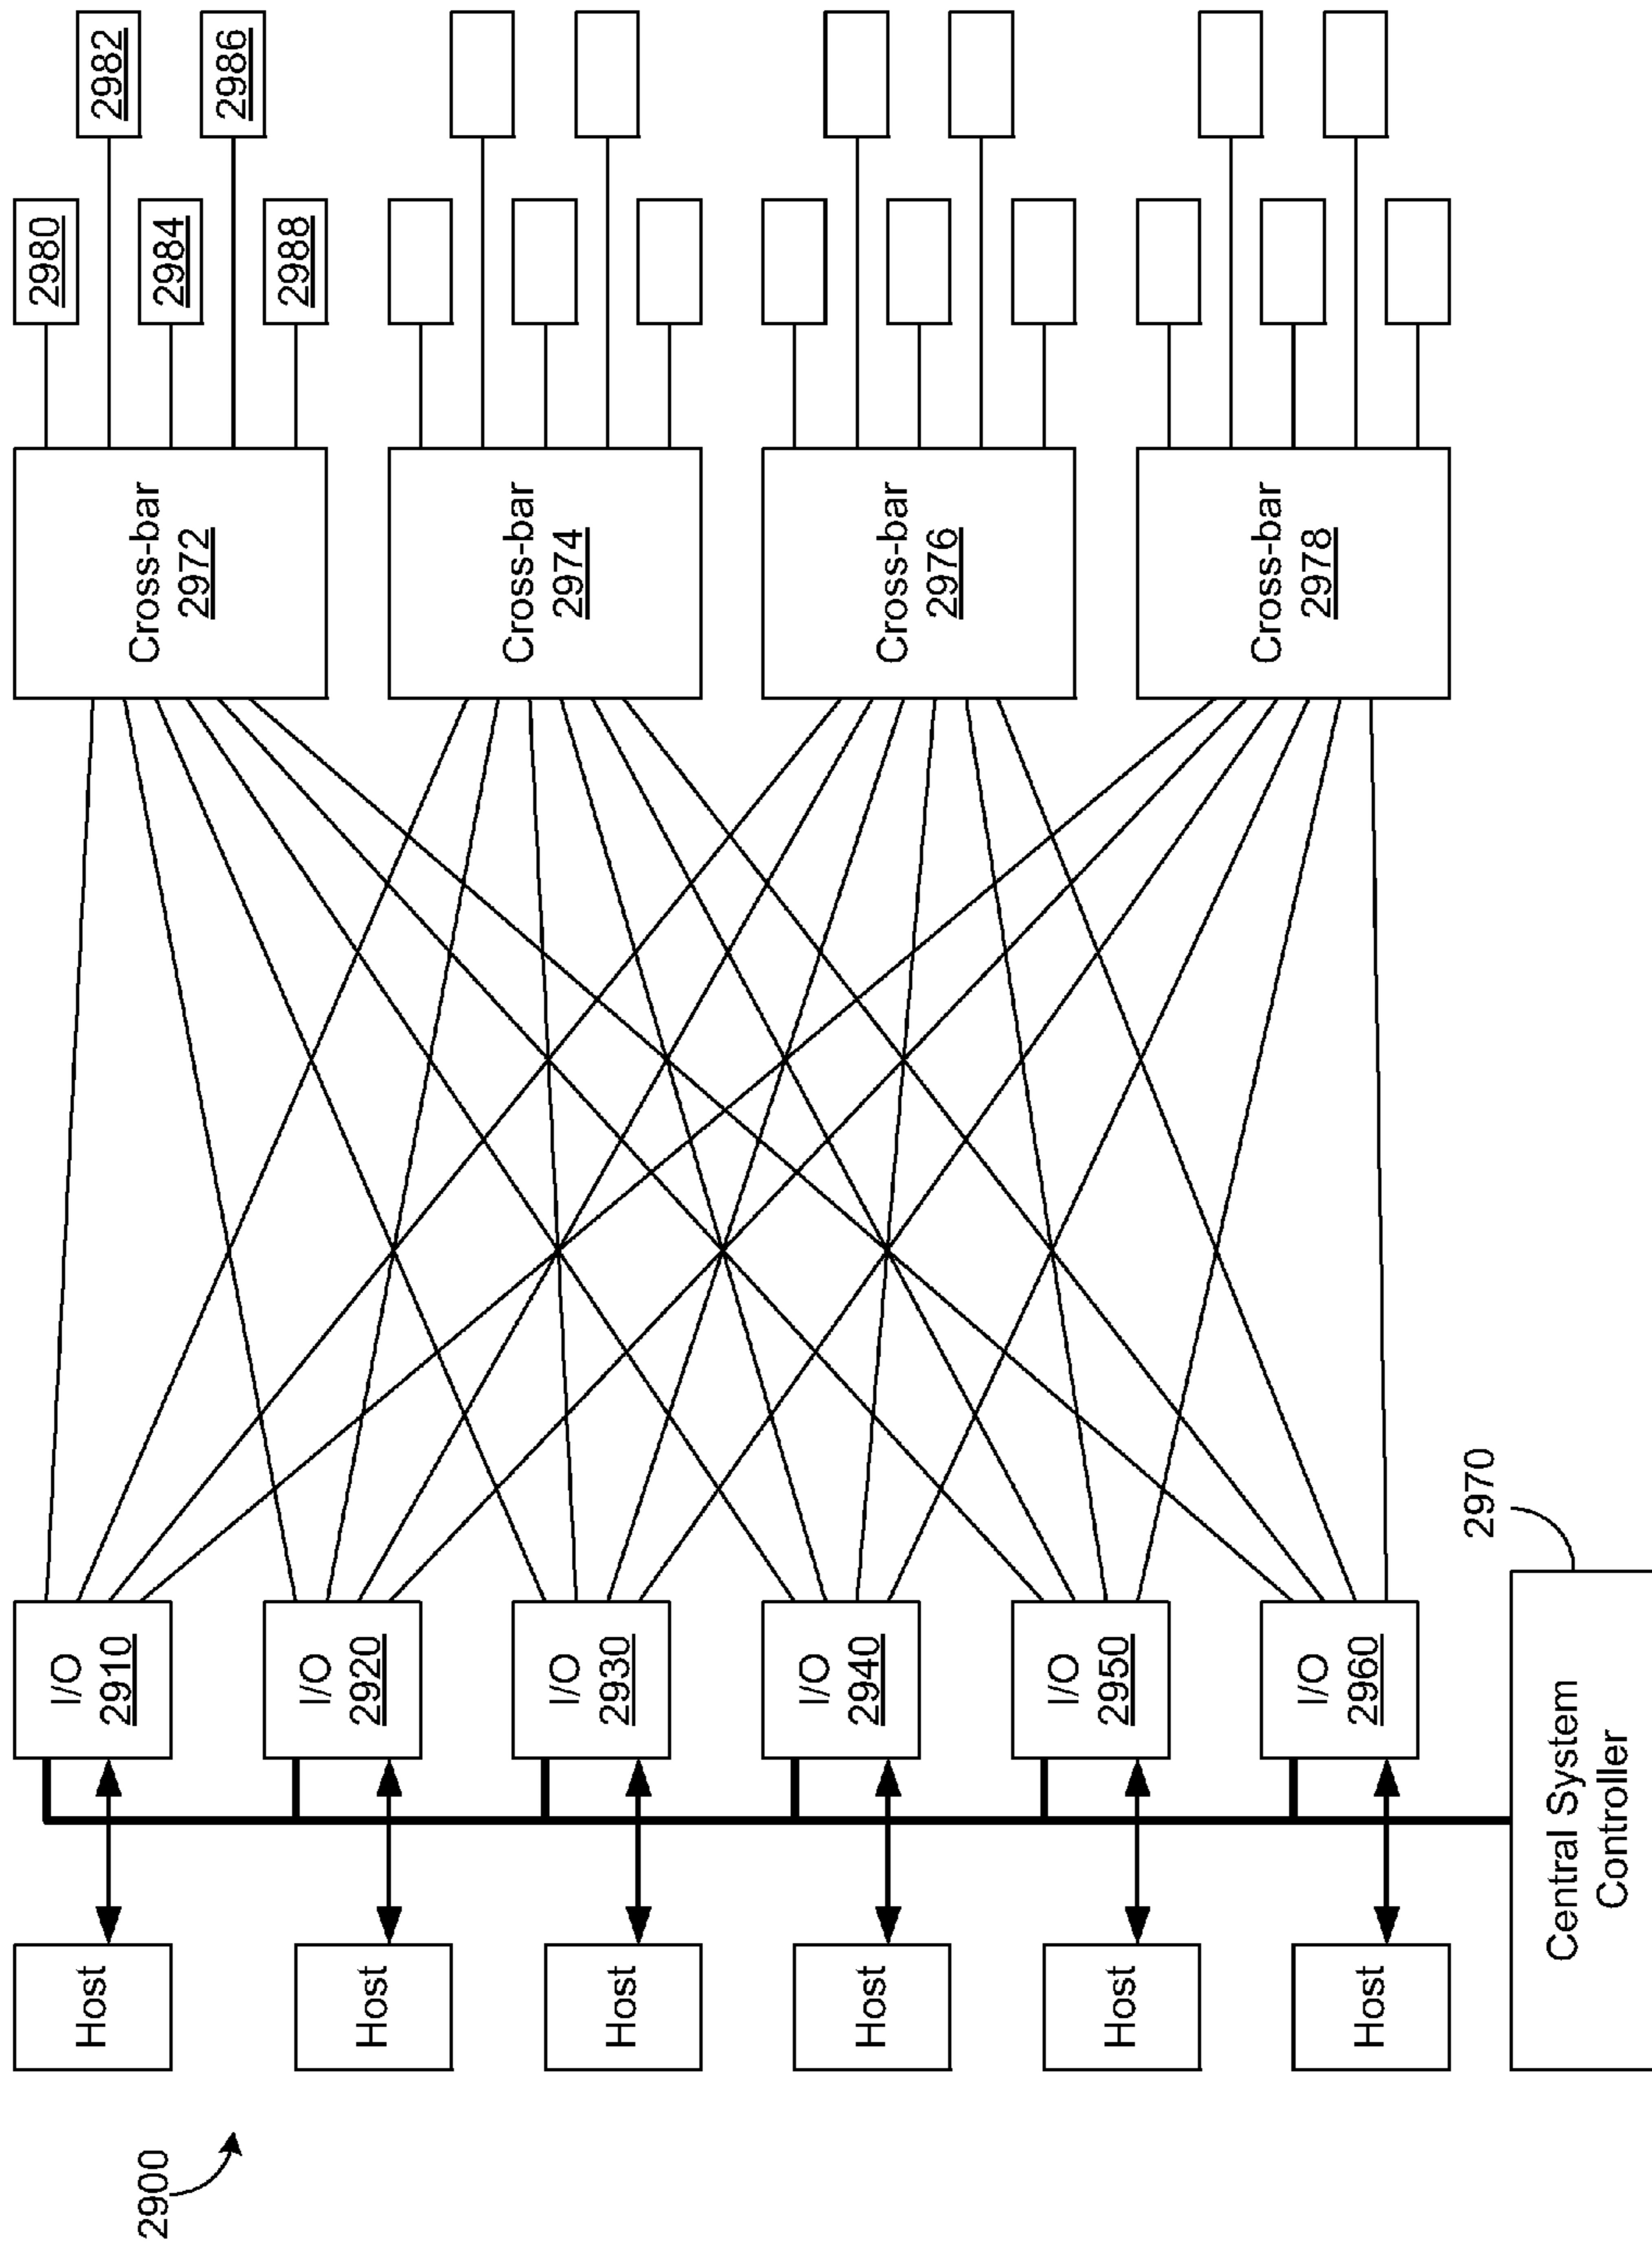 2900
Host
Host
Host
Host
Host
Host
Central System
Controller
2970
I/O
2910
I/O
2920
I/O
2930
I/O
2940
I/O
2950
I/O
2960
Cross-bar
2972
Cross-bar
2974
Cross-bar
2976
Cross-bar
2978
2980
2982
2984
2986
2988